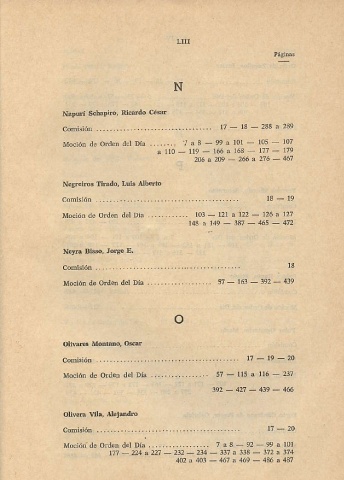 LIII
Páginas
N
Napurí Schapiro, Ricardo César
Comisión ................................ 17 — 18 — 288 a 289
Moción de Orden del Día ........ 7 a 8 — 99 a 101 — 105 — 107
a 110 — 119 — 166 a 168 — 177 — 179
206 a 209 — 266 a 276 — 467
Negreiros Tirado, Luis Alberto
Comisión ........................................ 18 — 19
Moción de Orden del Día ............ 103 — 121 a 122 — 126 a 127
148 a 149 — 387 — 465 — 472
Neyra Bisso, Jorge E.
Comisión ........................................ 18
Moción de Orden del Día .................. 57 — 163 — 392 — 439
O
Olivares Montano, Oscar
Comisión ........................................ 17 — 19 — 20
Moción de Orden del Día .................. 57 — 115 a 116 — 237
392 — 427 — 439 — 466
Olivera Vila, Alejandro
Comisión ........................................ 17 — 20
Moción de Orden del Día .................. 7 a 8 — 92 — 99 a 101
177 — 224 a 227 — 232 — 234 — 337 a 338 — 372 a 374
402 a 403 — 467 a 469 — 486 a 487